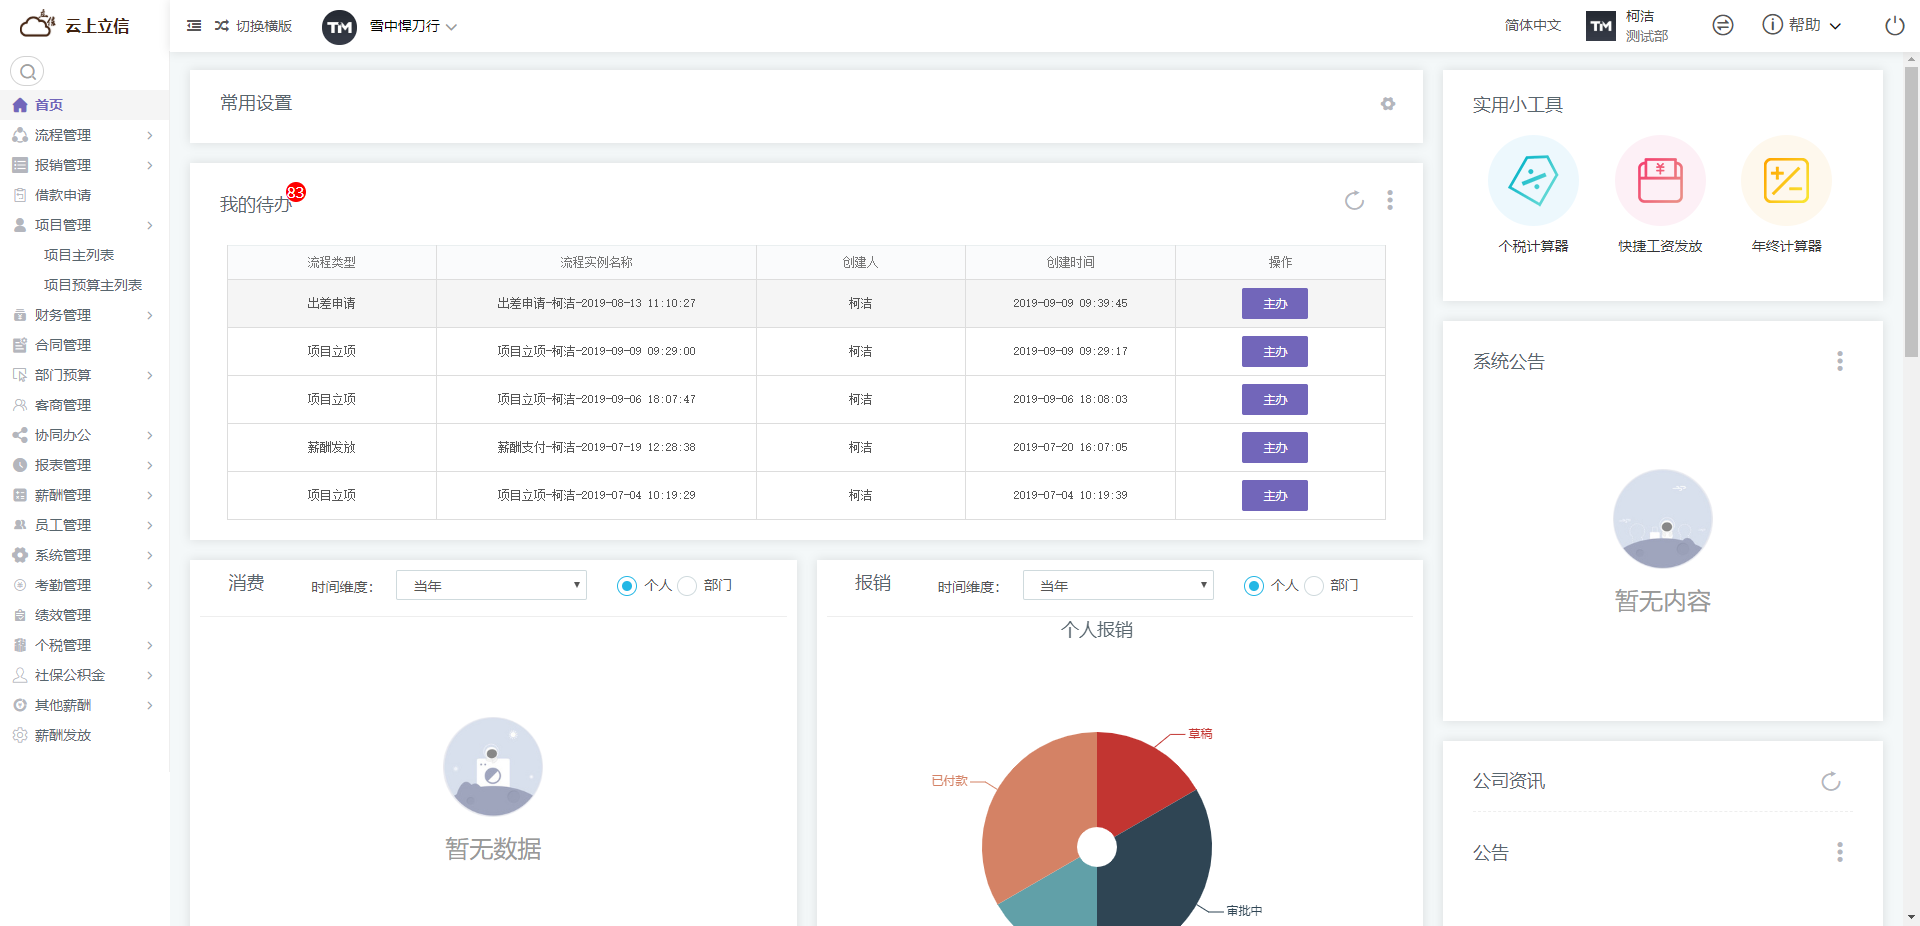 云上立信
切换横版
TM 雪中悍刀行
简体中文
TM
柯洁
测试部
帮助
首页
流程管理
报销管理
借款申请
项目管理
项目主列表
项目预算主列表
财务管理
合同管理
部门预算
客商管理
协同办公
报表管理
薪酬管理
员工管理
系统管理
考勤管理
绩效管理
个税管理
社保公积金
其他薪酬
薪酬发放
常用设置
我的待办 83
流程类型 流程实例名称 创建人 创建时间 操作
出差申请 出差申请-柯洁-2019-08-13 11:10:27 柯洁 2019-09-09 09:39:45 主办
项目立项 项目立项-柯洁-2019-09-09 09:29:00 柯洁 2019-09-09 09:29:17 主办
项目立项 项目立项-柯洁-2019-09-06 18:07:47 柯洁 2019-09-06 18:08:03 主办
薪酬发放 薪酬支付-柯洁-2019-07-19 12:28:38 柯洁 2019-07-20 16:07:05 主办
项目立项 项目立项-柯洁-2019-07-04 10:19:29 柯洁 2019-07-04 10:19:39 主办
消费 时间维度： 当年 个人 部门
暂无数据
报销 时间维度： 当年 个人 部门
个人报销
草稿
已付款
审批中
实用小工具
个税计算器 快捷工资发放 年终计算器
系统公告
暂无内容
公司资讯
公告